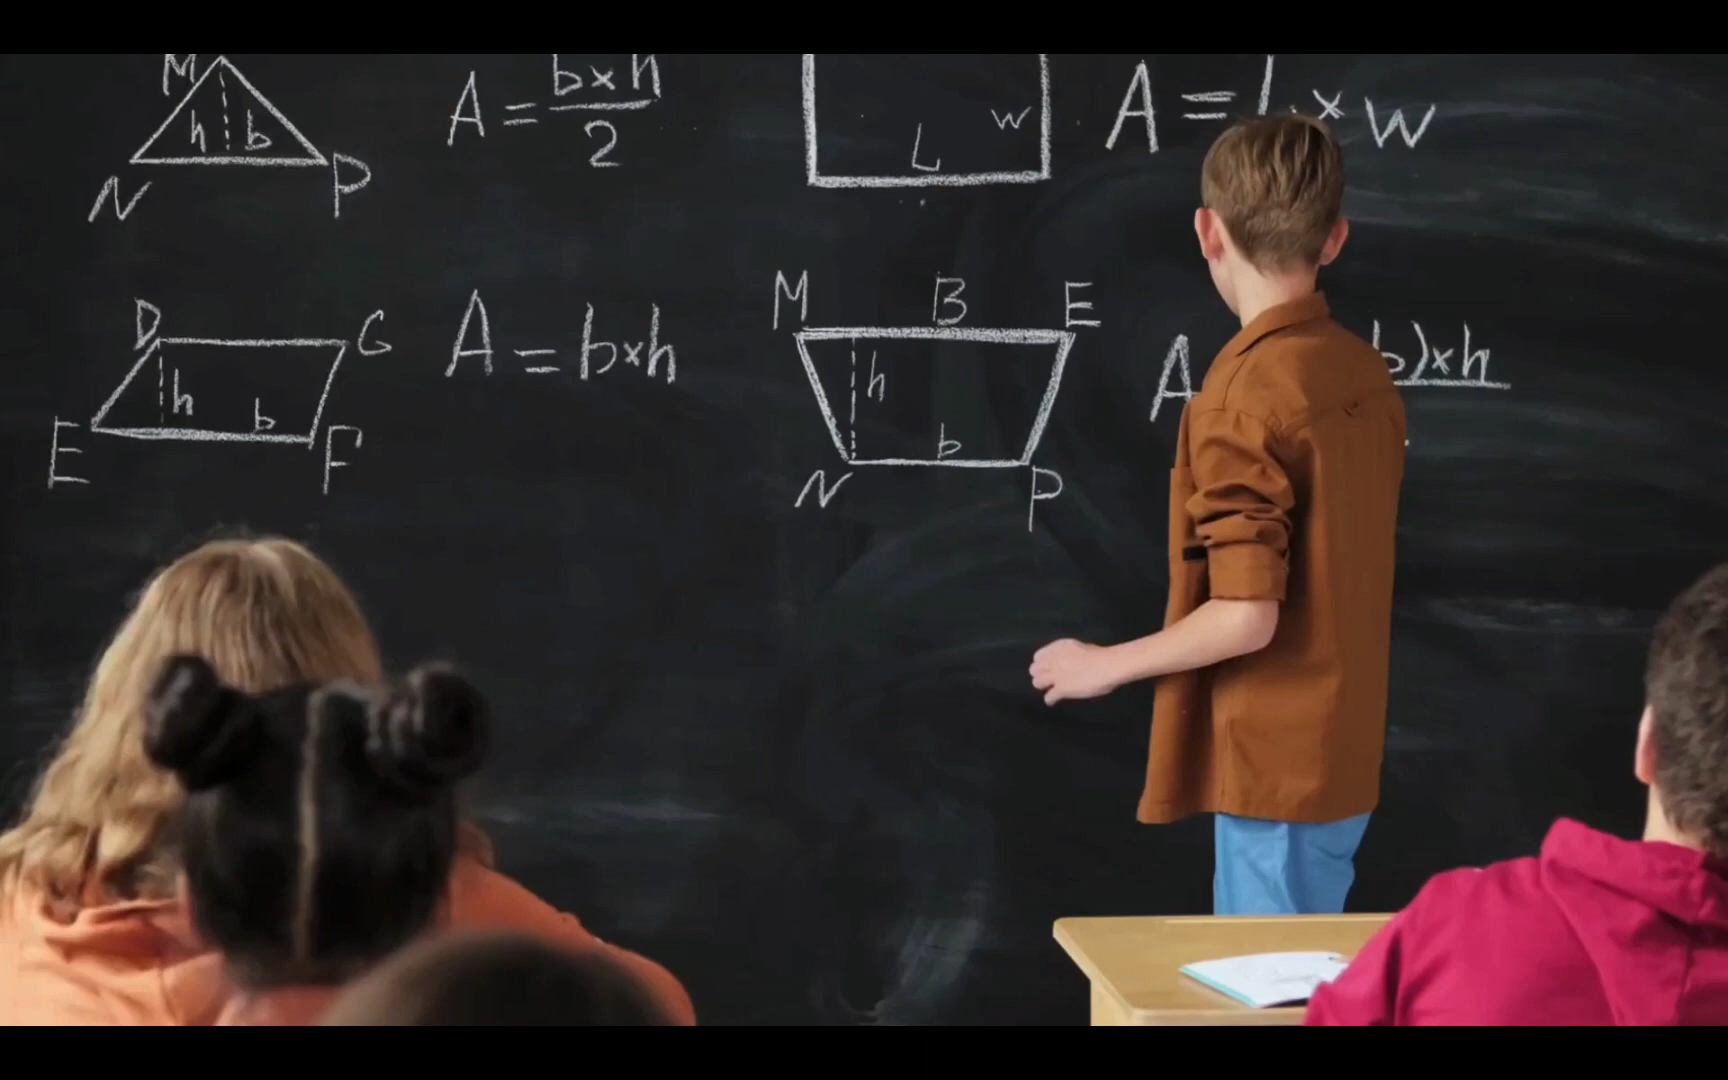 M
h b
N P
A = b×h
2
L w
A = L × w
D G
h b
E F
A = b×h
M B E
h
b
N P
A b)×h